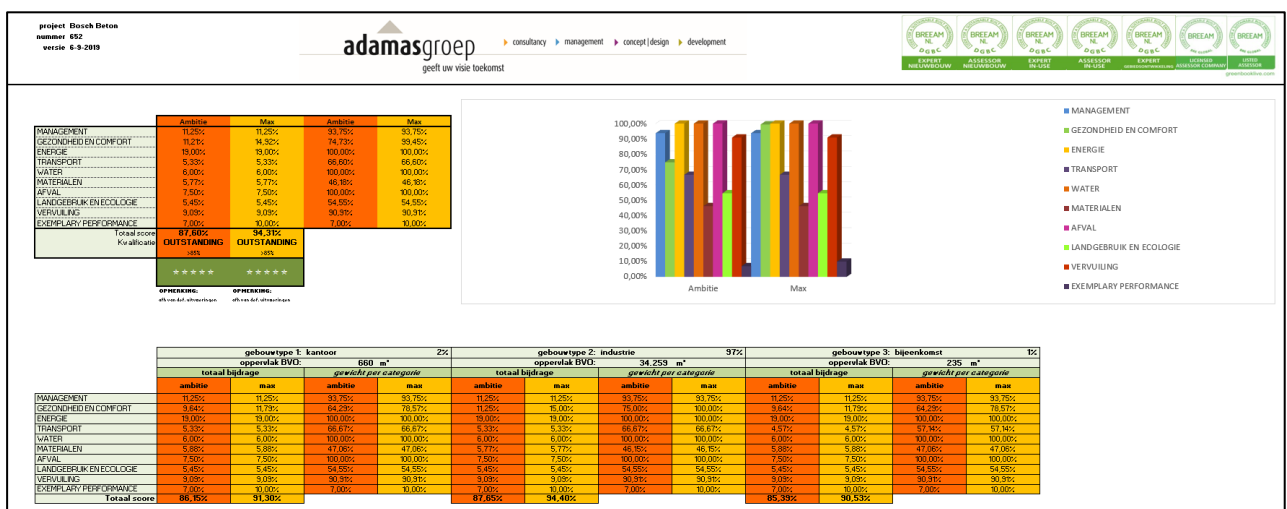 project Bosch Beton
nummer 652
versie 6-9-2019
adamasgroep
consultancy management concept|design development
geeft uw visie toekomst
BREEAM NL DGBC EXPERT NIEUWBOUW
BREEAM NL DGBC ASSESSOR NIEUWBOUW
BREEAM NL DGBC EXPERT IN-USE
BREEAM NL DGBC ASSESSOR IN-USE
BREEAM NL DGBC EXPERT
BREEAM LICENSED ASSESSOR COMPANY
BREEAM LISTED ASSESSOR
greenbooklive.com
Ambitie Max Ambitie Max
MANAGEMENT 11,25% 11,25% 93,75% 93,75%
GEZONDHEID EN COMFORT 11,21% 14,92% 74,73% 99,45%
ENERGIE 19,00% 19,00% 100,00% 100,00%
TRANSPORT 5,33% 5,33% 66,60% 66,60%
WATER 6,00% 6,00% 100,00% 100,00%
MATERIALEN 5,77% 5,77% 46,18% 46,18%
AFVAL 7,50% 7,50% 100,00% 100,00%
LANDGEBRUIK EN ECOLOGIE 5,45% 5,45% 54,55% 54,55%
VERVUILING 9,09% 9,09% 90,91% 90,91%
EXEMPLARY PERFORMANCE 7,00% 10,00% 7,00% 10,00%
Totaal score 87,60% 94,31%
Kwalificatie OUTSTANDING OUTSTANDING
>85% >85%
OPMERKING: OPMERKING:
100,00%
90,00%
80,00%
70,00%
60,00%
50,00%
40,00%
30,00%
20,00%
10,00%
0,00%
Ambitie Max
MANAGEMENT
GEZONDHEID EN COMFORT
ENERGIE
TRANSPORT
WATER
MATERIALEN
AFVAL
LANDGEBRUIK EN ECOLOGIE
VERVUILING
EXEMPLARY PERFORMANCE
gebouwtype 1: kantoor 2% gebouwtype 2: industrie 97% gebouwtype 3: bijeenkomst 1%
oppervlak BVO: 660 m² oppervlak BVO: 34.259 m² oppervlak BVO: 235 m²
totaal bijdrage gewicht per categorie totaal bijdrage gewicht per categorie totaal bijdrage gewicht per categorie
ambitie max ambitie max ambitie max ambitie max ambitie max ambitie max
MANAGEMENT 11,25% 11,25% 93,75% 93,75% 11,25% 11,25% 93,75% 93,75% 11,25% 11,25% 93,75% 93,75%
GEZONDHEID EN COMFORT 9,64% 11,79% 64,29% 78,57% 11,25% 15,00% 75,00% 100,00% 9,64% 11,79% 64,29% 78,57%
ENERGIE 19,00% 19,00% 100,00% 100,00% 19,00% 19,00% 100,00% 100,00% 19,00% 19,00% 100,00% 100,00%
TRANSPORT 5,33% 5,33% 66,67% 66,67% 5,33% 5,33% 66,67% 66,67% 4,57% 4,57% 57,14% 57,14%
WATER 6,00% 6,00% 100,00% 100,00% 6,00% 6,00% 100,00% 100,00% 6,00% 6,00% 100,00% 100,00%
MATERIALEN 5,88% 5,88% 47,06% 47,06% 5,77% 5,77% 46,15% 46,15% 5,88% 5,88% 47,06% 47,06%
AFVAL 7,50% 7,50% 100,00% 100,00% 7,50% 7,50% 100,00% 100,00% 7,50% 7,50% 100,00% 100,00%
LANDGEBRUIK EN ECOLOGIE 5,45% 5,45% 54,55% 54,55% 5,45% 5,45% 54,55% 54,55% 5,45% 5,45% 54,55% 54,55%
VERVUILING 9,09% 9,09% 90,91% 90,91% 9,09% 9,09% 90,91% 90,91% 9,09% 9,09% 90,91% 90,91%
EXEMPLARY PERFORMANCE 7,00% 10,00% 7,00% 10,00% 7,00% 10,00% 7,00% 10,00% 7,00% 10,00% 7,00% 10,00%
Totaal score 86,15% 91,30% 87,65% 94,40% 85,39% 90,53%